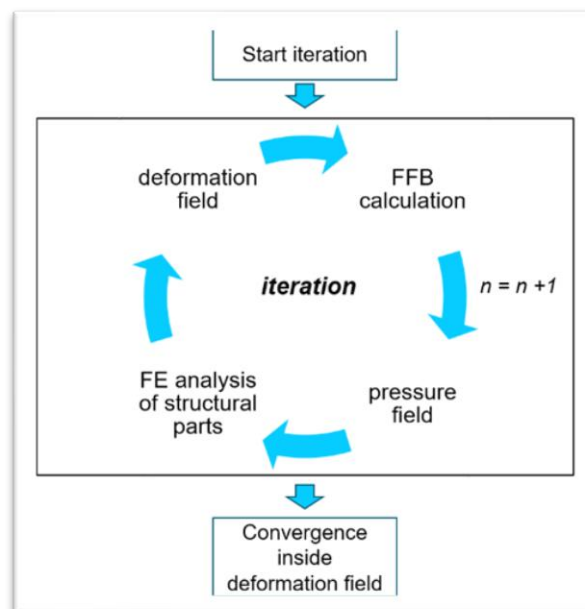 Start iteration
deformation
field
FFB
calculation
iteration
n = n +1
FE analysis
of structural
parts
pressure
field
Convergence
inside
deformation field